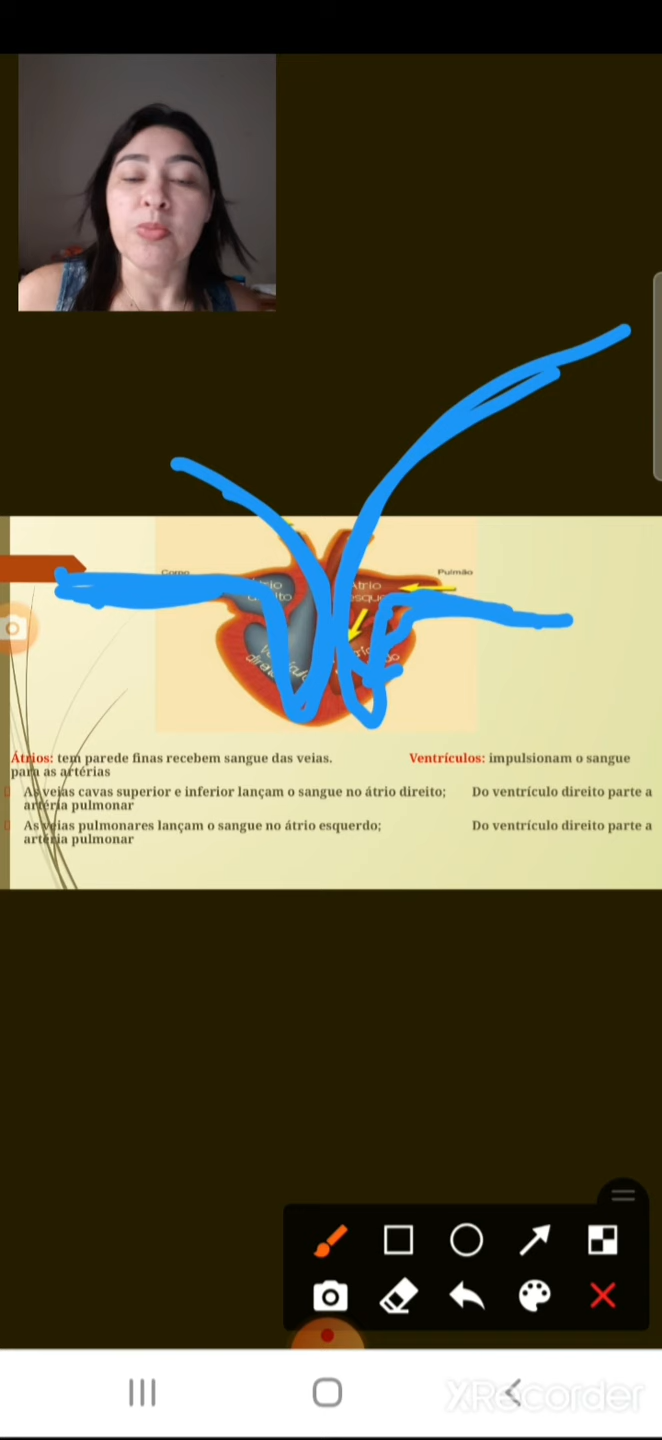 Corpo
Pulmão
Átrio
Átrios: tem parede finas recebem sangue das veias. Ventrículos: impulsionam o sangue
para as artérias
As veias cavas superior e inferior lançam o sangue no átrio direito; Do ventrículo direito parte a
artéria pulmonar
As veias pulmonares lançam o sangue no átrio esquerdo; Do ventrículo direito parte a
artéria pulmonar
XRecorder